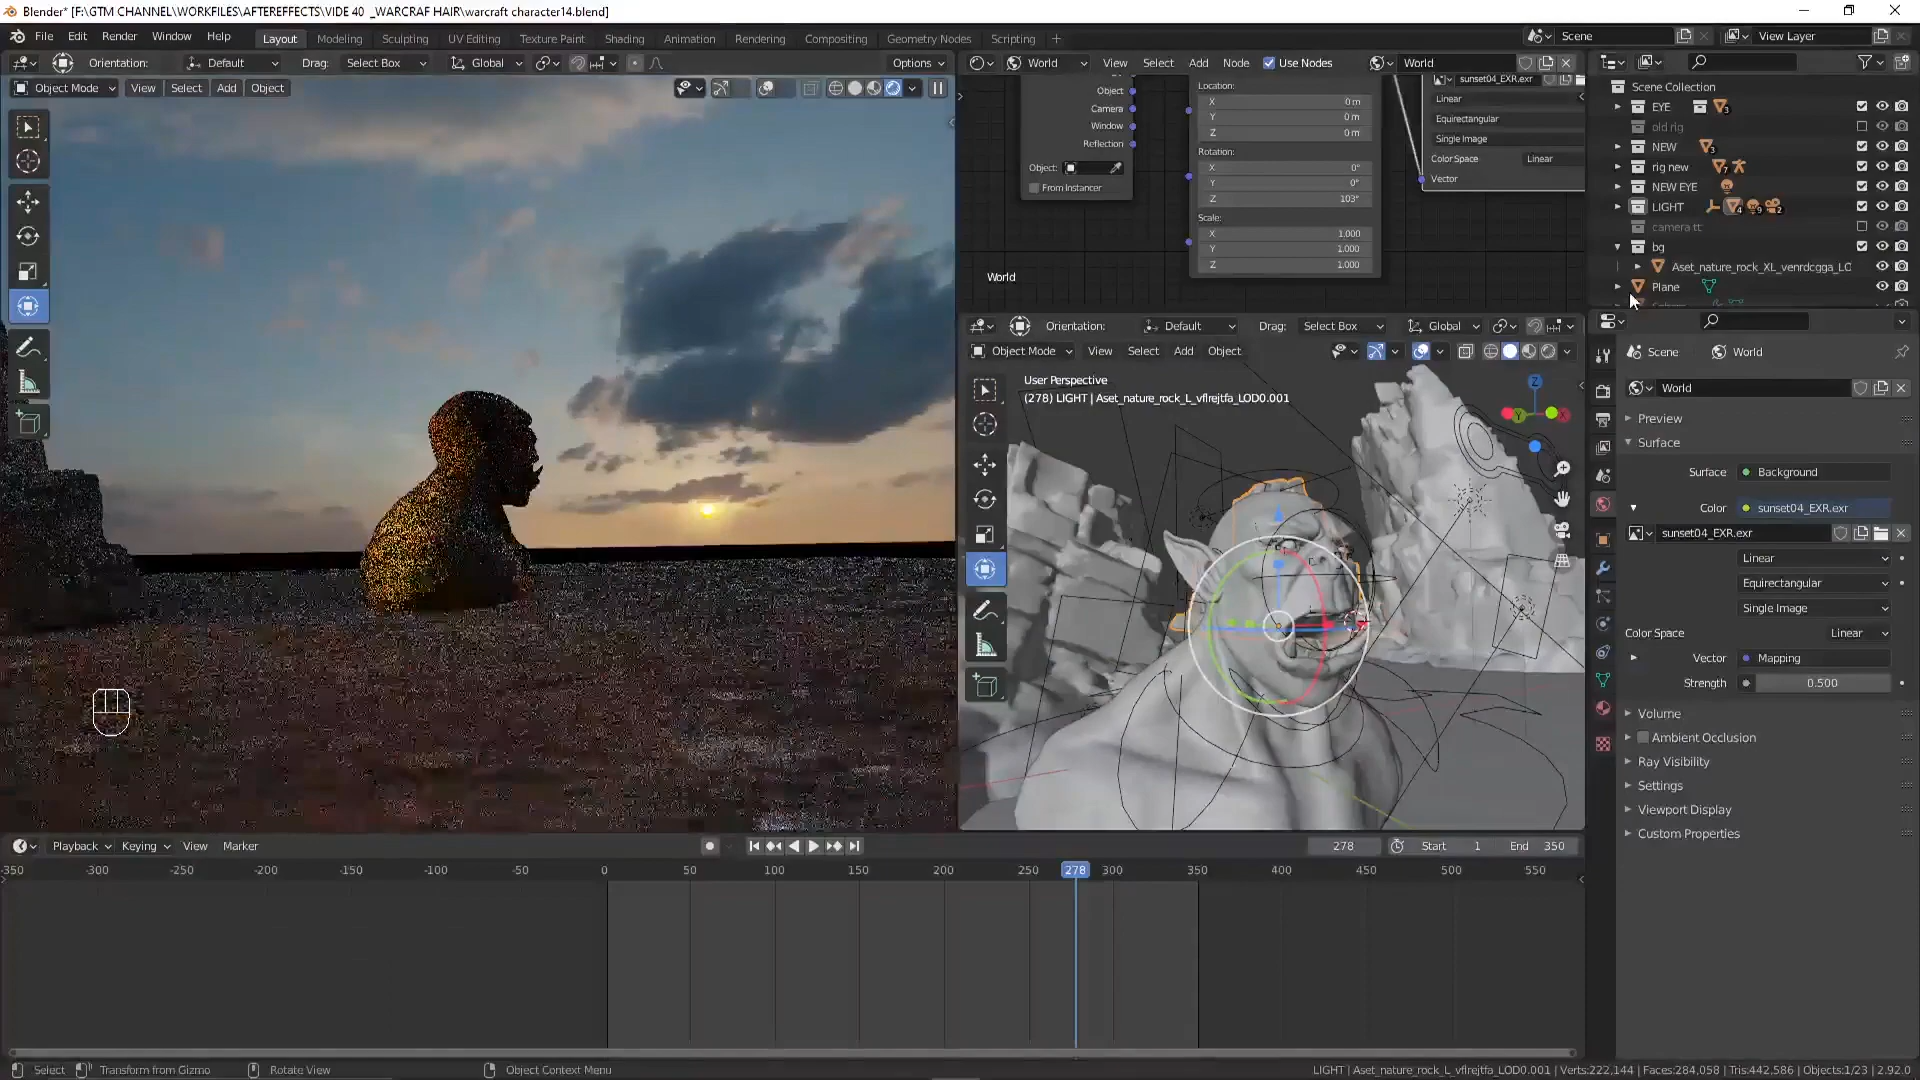 Blender* [F:\GTM CHANNEL\WORKFILES\AFTEREFFECTS\VIDE 40 _WARCRAF HAIR\warcraft character14.blend]
File Edit Render Window Help Layout Modeling Sculpting UV Editing Texture Paint Shading Animation Rendering Compositing Geometry Nodes Scripting + Scene View Layer
Orientation: Default Drag: Select Box Global Options
Object Mode View Select Add Object
World View Select Add Node Use Nodes World
Object
Camera
Window
Reflection
Object:
From Instancer
Location:
X 0 m
Y 0 m
Z 0 m
Rotation:
X 0°
Y 0°
Z 103°
Scale:
X 1.000
Y 1.000
Z 1.000
World
sunset04_EXR.exr
Linear
Equirectangular
Single Image
Color Space Linear
Vector
Scene Collection
EYE 3
old rig
NEW 3
rig new 7
NEW EYE
LIGHT 4 9 2
camera tt
bg
Aset_nature_rock_XL_venrdcgga_LO
Plane
Orientation: Default Drag: Select Box Global
Object Mode View Select Add Object
User Perspective
(278) LIGHT | Aset_nature_rock_L_vflrejtfa_LOD0.001
Z
Y
X
Scene World
World
Preview
Surface
Surface Background
Color sunset04_EXR.exr
sunset04_EXR.exr
Linear
Equirectangular
Single Image
Color Space Linear
Vector Mapping
Strength 0.500
Volume
Ambient Occlusion
Ray Visibility
Settings
Viewport Display
Custom Properties
Playback Keying View Marker 278 Start 1 End 350
-350 -300 -250 -200 -150 -100 -50 0 50 100 150 200 250 278 300 350 400 450 500 550
Select Transform from Gizmo Rotate View Object Context Menu LIGHT | Aset_nature_rock_L_vflrejtfa_LOD0.001 | Verts:222,144 | Faces:284,058 | Tris:442,586 | Objects:1/23 | 2.92.0